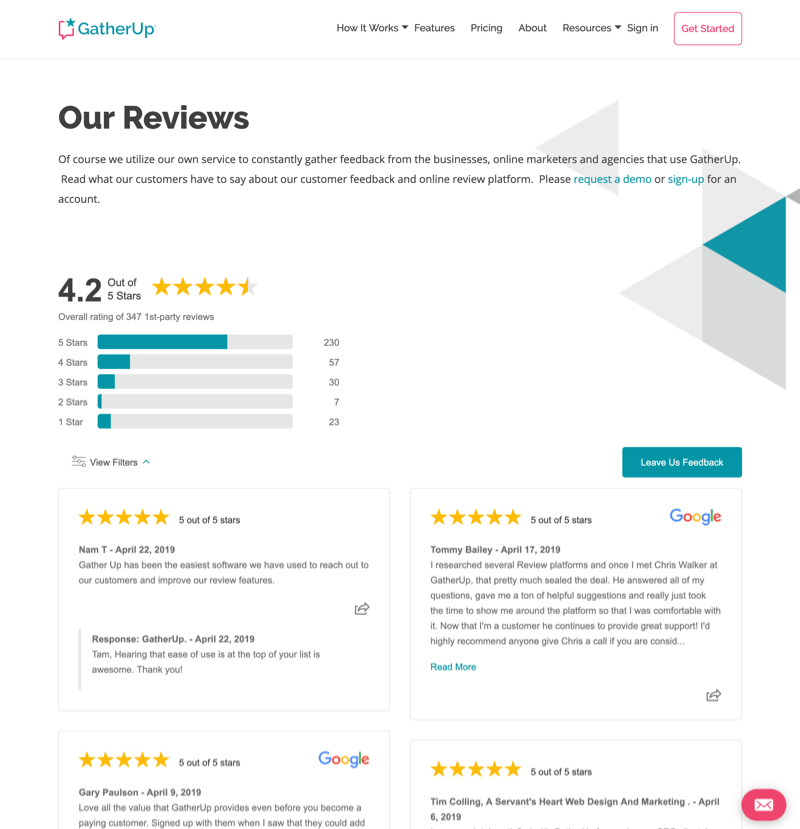 GatherUp
How It Works Features Pricing About Resources Sign in Get Started
Our Reviews
Of course we utilize our own service to constantly gather feedback from the businesses, online marketers and agencies that use GatherUp.
Read what our customers have to say about our customer feedback and online review platform.  Please request a demo or sign-up for an
account.
4.2 Out of
5 Stars
Overall rating of 347 1st-party reviews
5 Stars 230
4 Stars 57
3 Stars 30
2 Stars 7
1 Star 23
View Filters
Leave Us Feedback
5 out of 5 stars
Nam T - April 22, 2019
Gather Up has been the easiest software we have used to reach out to
our customers and improve our review features.
Response: GatherUp. - April 22, 2019
Tam, Hearing that ease of use is at the top of your list is
awesome. Thank you!
5 out of 5 stars
Google
Tommy Bailey - April 17, 2019
I researched several Review platforms and once I met Chris Walker at
GatherUp, that pretty much sealed the deal. He answered all of my
questions, gave me a ton of helpful suggestions and really just took
the time to show me around the platform so that I was comfortable with
it. Now that I'm a customer he continues to provide great support! I'd
highly recommend anyone give Chris a call if you are consid...
Read More
5 out of 5 stars
Google
Gary Paulson - April 9, 2019
Love all the value that GatherUp provides even before you become a
paying customer. Signed up with them when I saw that they could add
5 out of 5 stars
Tim Colling, A Servant's Heart Web Design And Marketing . - April
6, 2019